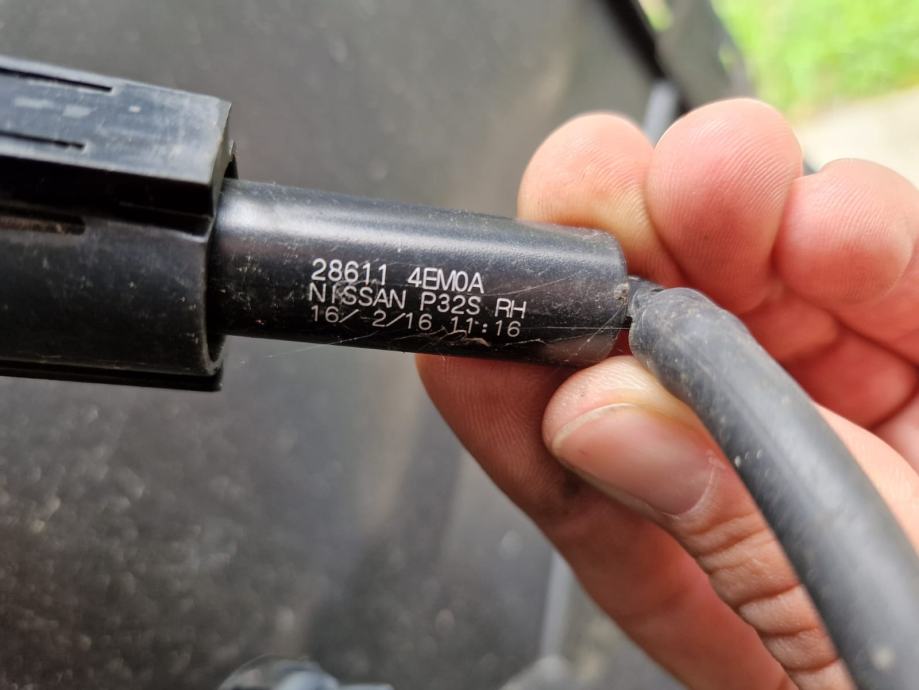 28611 4EM0A
NISSAN P32S RH
16/ 2/16 11:16